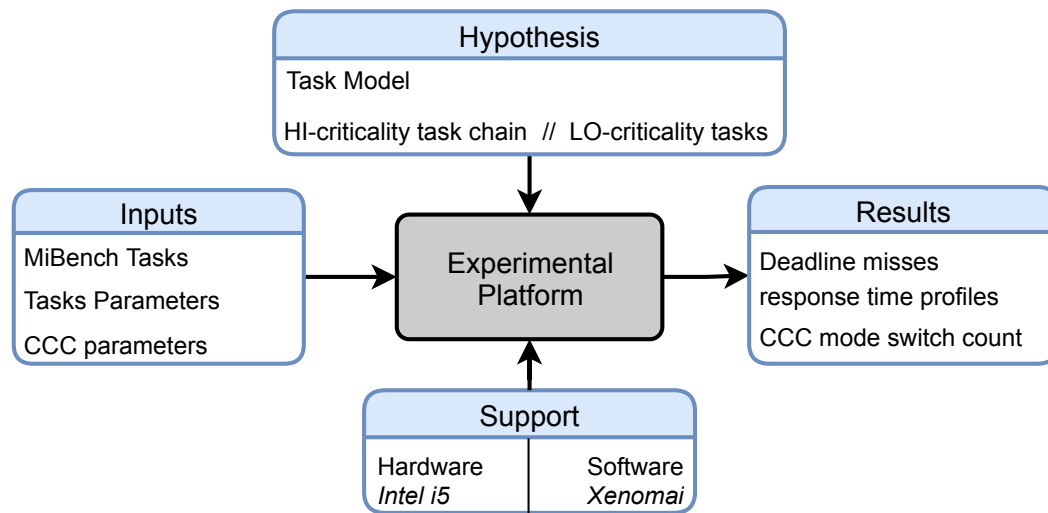 Hypothesis
Task Model
HI-criticality task chain // LO-criticality tasks
Inputs
MiBench Tasks
Tasks Parameters
CCC parameters
Experimental
Platform
Results
Deadline misses
response time profiles
CCC mode switch count
Support
Hardware
Intel i5
Software
Xenomai